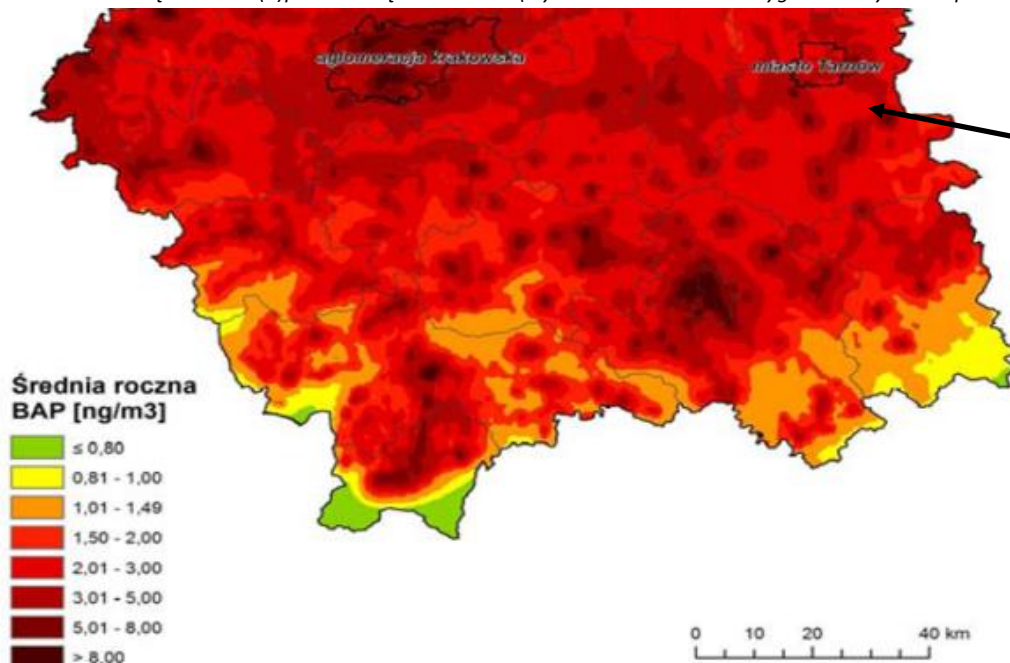 aglomeracja krakowska
miasto Tarnów
Średnia roczna
BAP [ng/m3]
≤ 0,80
0,81 - 1,00
1,01 - 1,49
1,50 - 2,00
2,01 - 3,00
3,01 - 5,00
5,01 - 8,00
> 8,00
0 10 20 40 km